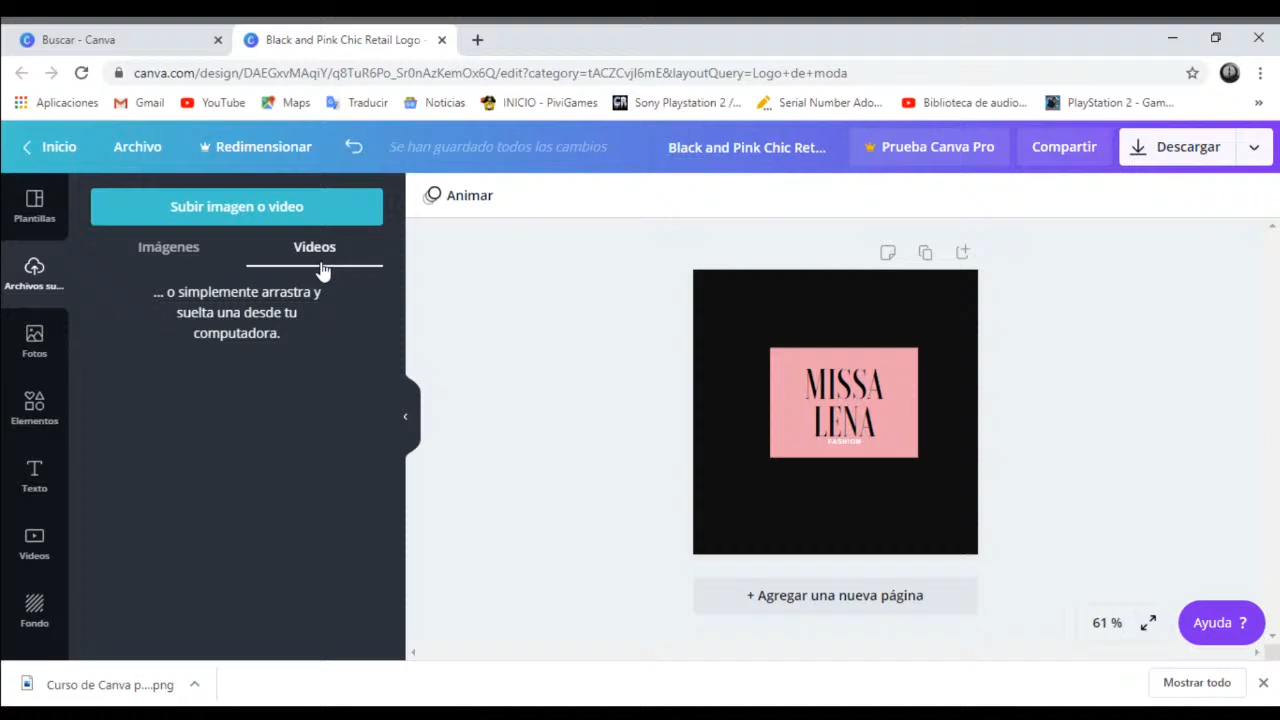 Buscar - Canva
Black and Pink Chic Retail Logo -
canva.com/design/DAEGxvMAqiY/q8TuR6Po_Sr0nAzKemOx6Q/edit?category=tACZCvjI6mE&layoutQuery=Logo+de+moda
Aplicaciones
Gmail
YouTube
Maps
Traducir
Noticias
INICIO - PiviGames
Sony Playstation 2 /...
Serial Number Ado...
Biblioteca de audio...
PlayStation 2 - Gam...
»
Inicio
Archivo
Redimensionar
Se han guardado todos los cambios
Black and Pink Chic Ret...
Prueba Canva Pro
Compartir
Descargar
Plantillas
Archivos su...
Fotos
Elementos
Texto
Videos
Fondo
Subir imagen o video
Imágenes
Videos
... o simplemente arrastra y
suelta una desde tu
computadora.
Animar
MISSA
LENA
FASHION
+ Agregar una nueva página
61 %
Ayuda ?
Curso de Canva p....png
Mostrar todo